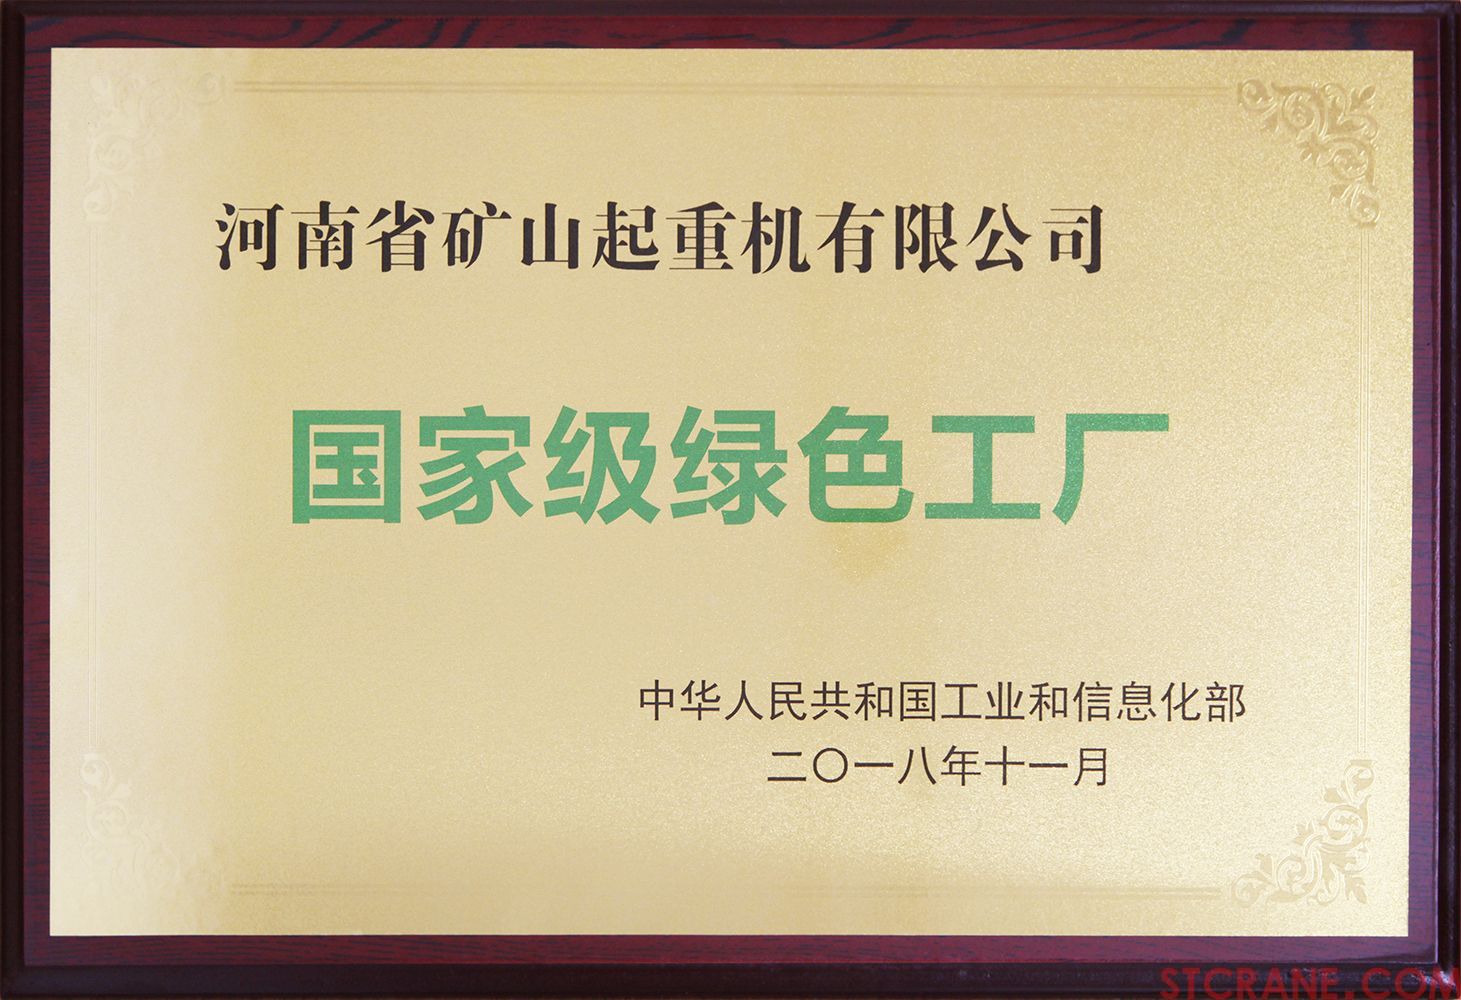 河南省矿山起重机有限公司
国家级绿色工厂
中华人民共和国工业和信息化部
二〇一八年十一月
STCRANE.COM